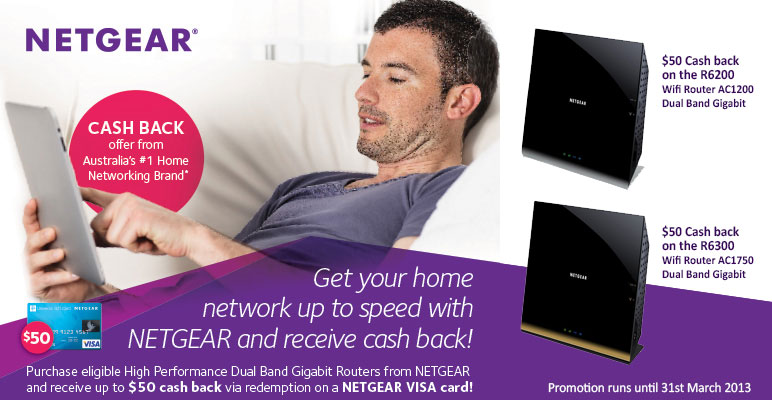 NETGEAR®
CASH BACK
offer from
Australia's #1 Home
Networking Brand*
$50 Cash back
on the R6200
Wifi Router AC1200
Dual Band Gigabit
NETGEAR
$50 Cash back
on the R6300
Wifi Router AC1750
Dual Band Gigabit
NETGEAR
Get your home
network up to speed with
NETGEAR and receive cash back!
NETGEAR
VISA
$50
Purchase eligible High Performance Dual Band Gigabit Routers from NETGEAR
and receive up to $50 cash back via redemption on a NETGEAR VISA card!
Promotion runs until 31st March 2013